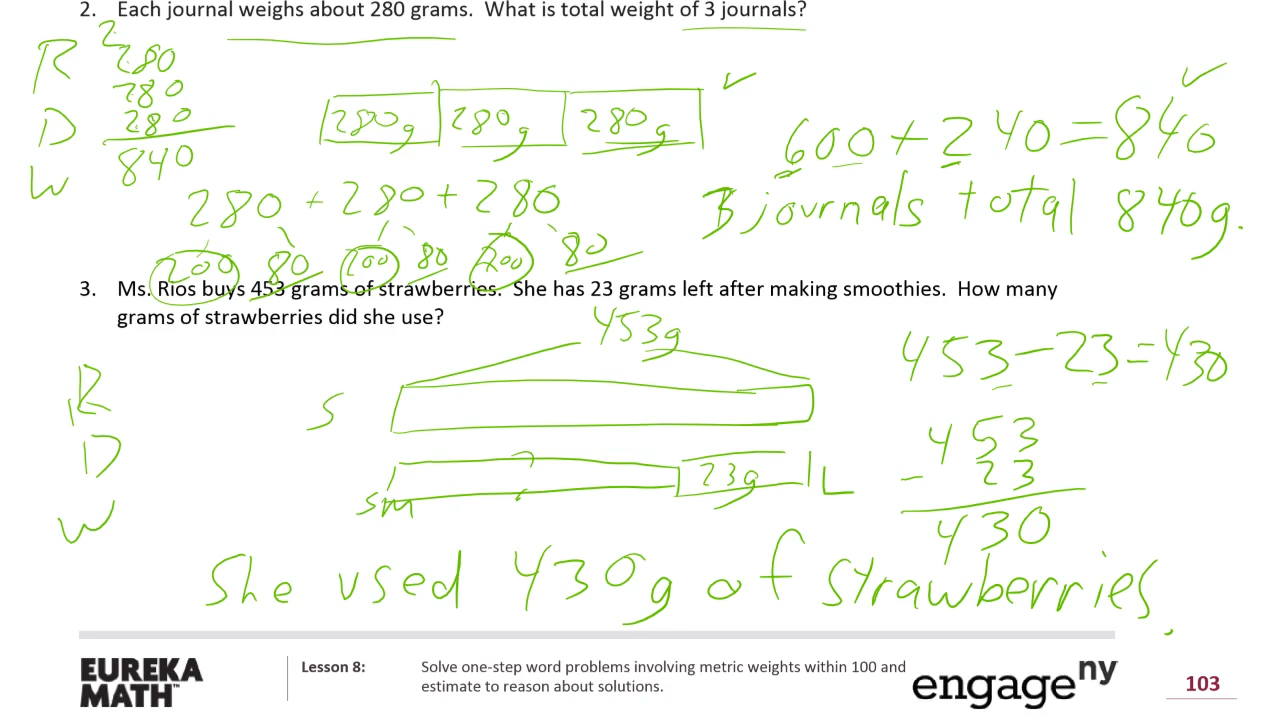 2. Each journal weighs about 280 grams. What is total weight of 3 journals?
R
D
W
2
280
280
280
840
280g 280g 280g
600 + 240 = 840
280 + 280 + 280
200 80 200 80 200 80
3 journals total 840g.
3. Ms. Rios buys 453 grams of strawberries. She has 23 grams left after making smoothies. How many
grams of strawberries did she use?
R
D
W
453g
S
23g L
sm
453 - 23 = 430
453
- 23
430
She used 430g of strawberries.
EUREKA
MATH™
Lesson 8:
Solve one-step word problems involving metric weights within 100 and
estimate to reason about solutions.
engage ny
103